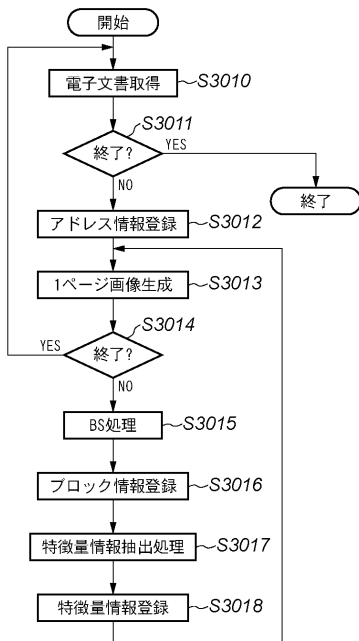 開始
電子文書取得
S3010
S3011
終了?
YES
NO
終了
アドレス情報登録
S3012
1ページ画像生成
S3013
S3014
YES
終了?
NO
BS処理
S3015
ブロック情報登録
S3016
特徴量情報抽出処理
S3017
特徴量情報登録
S3018